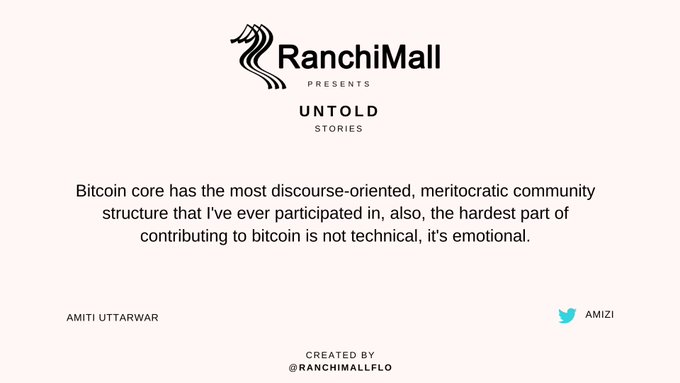 RanchiMall
PRESENTS
UNTOLD
STORIES
Bitcoin core has the most discourse-oriented, meritocratic community
structure that I've ever participated in, also, the hardest part of
contributing to bitcoin is not technical, it's emotional.
AMITI UTTARWAR
AMIZI
CREATED BY
@RANCHIMALLFLO